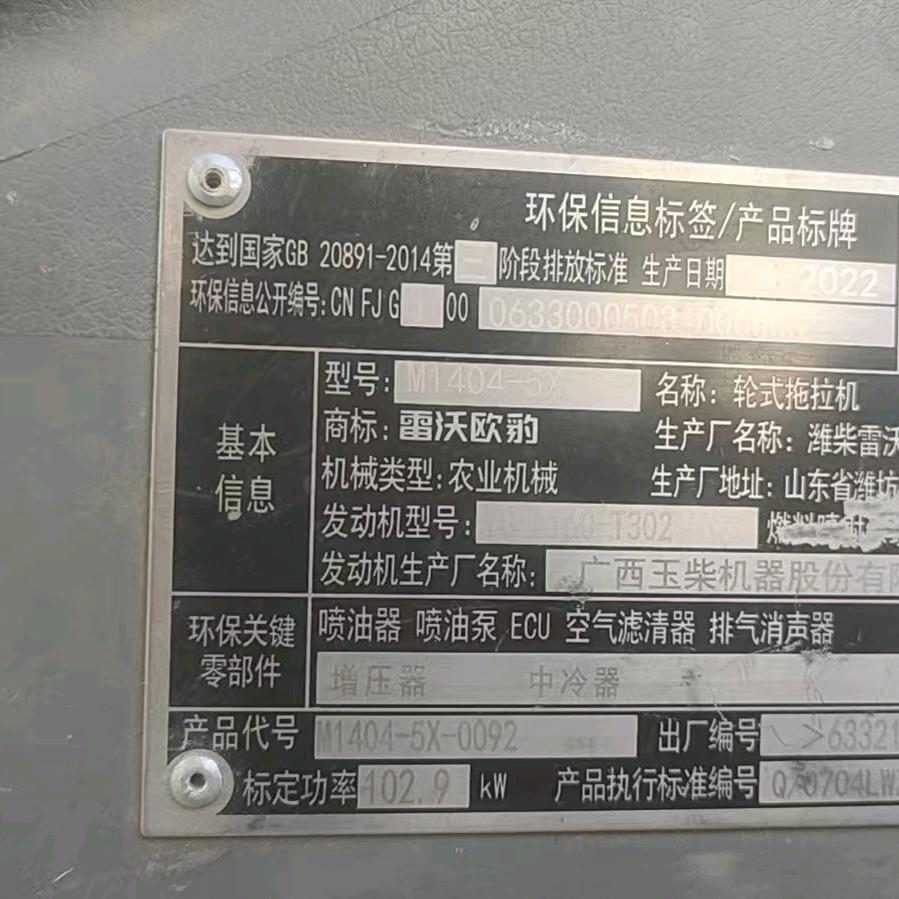 环保信息标签/产品标牌
达到国家GB 20891-2014第三阶段排放标准 生产日期 2022
环保信息公开编号: CN FJ G 00 0633000503
基本信息
型号: M1404-5X 名称: 轮式拖拉机
商标: 雷沃欧豹 生产厂名称: 潍柴雷沃
机械类型: 农业机械 生产厂地址: 山东省潍坊
发动机型号: -T302
发动机生产厂名称: 广西玉柴机器股份有限
环保关键零部件
喷油器 喷油泵 ECU 空气滤清器 排气消声器
增压器 中冷器
产品代号 M1404-5X-0092 出厂编号 63321
标定功率 102.9 kW 产品执行标准编号 Q/0704LW